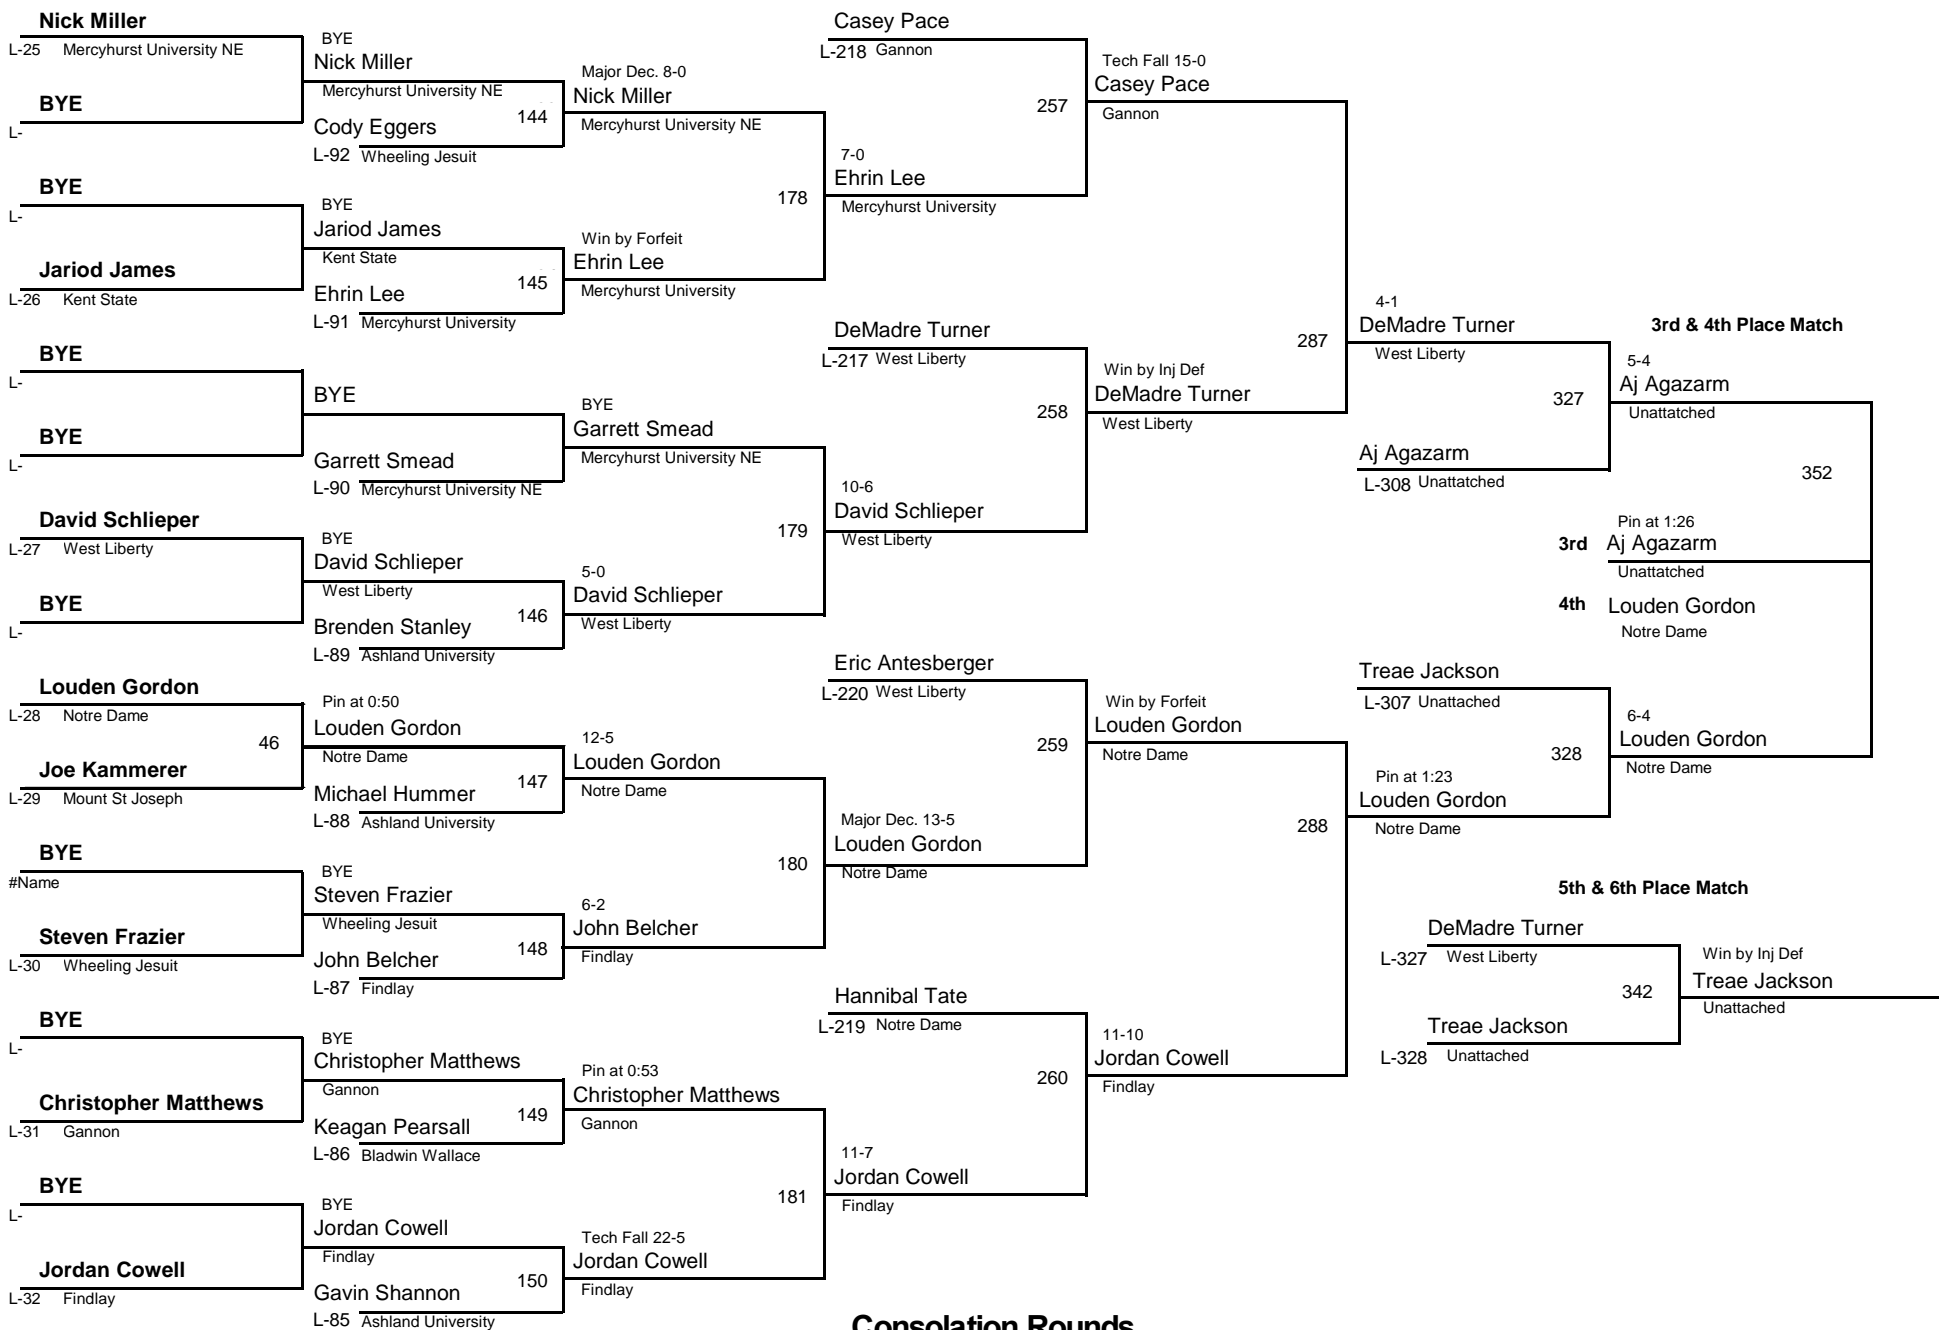 Nick Miller
L-25 Mercyhurst University NE
BYE
L-
BYE
L-
Jariod James
L-26 Kent State
BYE
L-
BYE
L-
David Schlieper
L-27 West Liberty
BYE
L-
Louden Gordon
L-28 Notre Dame
46
Joe Kammerer
L-29 Mount St Joseph
BYE
#Name
Steven Frazier
L-30 Wheeling Jesuit
BYE
L-
Christopher Matthews
L-31 Gannon
BYE
L-
Jordan Cowell
L-32 Findlay
BYE
Nick Miller
Mercyhurst University NE
144
Cody Eggers
L-92 Wheeling Jesuit
BYE
Jariod James
Kent State
145
Ehrin Lee
L-91 Mercyhurst University
BYE
Garrett Smead
L-90 Mercyhurst University NE
BYE
David Schlieper
West Liberty
146
Brenden Stanley
L-89 Ashland University
Pin at 0:50
Louden Gordon
Notre Dame
147
Michael Hummer
L-88 Ashland University
BYE
Steven Frazier
Wheeling Jesuit
148
John Belcher
L-87 Findlay
BYE
Christopher Matthews
Gannon
149
Keagan Pearsall
L-86 Bladwin Wallace
BYE
Jordan Cowell
Findlay
150
Gavin Shannon
L-85 Ashland University
Major Dec. 8-0
Nick Miller
Mercyhurst University NE
178
Win by Forfeit
Ehrin Lee
Mercyhurst University
BYE
Garrett Smead
Mercyhurst University NE
179
5-0
David Schlieper
West Liberty
12-5
Louden Gordon
Notre Dame
180
6-2
John Belcher
Findlay
Pin at 0:53
Christopher Matthews
Gannon
181
Tech Fall 22-5
Jordan Cowell
Findlay
Casey Pace
L-218 Gannon
257
7-0
Ehrin Lee
Mercyhurst University
DeMadre Turner
L-217 West Liberty
258
10-6
David Schlieper
West Liberty
Eric Antesberger
L-220 West Liberty
259
Major Dec. 13-5
Louden Gordon
Notre Dame
Hannibal Tate
L-219 Notre Dame
260
11-7
Jordan Cowell
Findlay
Tech Fall 15-0
Casey Pace
Gannon
287
Win by Inj Def
DeMadre Turner
West Liberty
Win by Forfeit
Louden Gordon
Notre Dame
288
11-10
Jordan Cowell
Findlay
4-1
DeMadre Turner
West Liberty
327
Aj Agazarm
L-308 Unattatched
Treae Jackson
L-307 Unattached
328
Pin at 1:23
Louden Gordon
Notre Dame
3rd & 4th Place Match
5-4
Aj Agazarm
Unattatched
352
Pin at 1:26
3rd Aj Agazarm
Unattatched
4th Louden Gordon
Notre Dame
6-4
Louden Gordon
Notre Dame
5th & 6th Place Match
DeMadre Turner
L-327 West Liberty
342
Treae Jackson
L-328 Unattached
Win by Inj Def
Treae Jackson
Unattached
Consolation Rounds